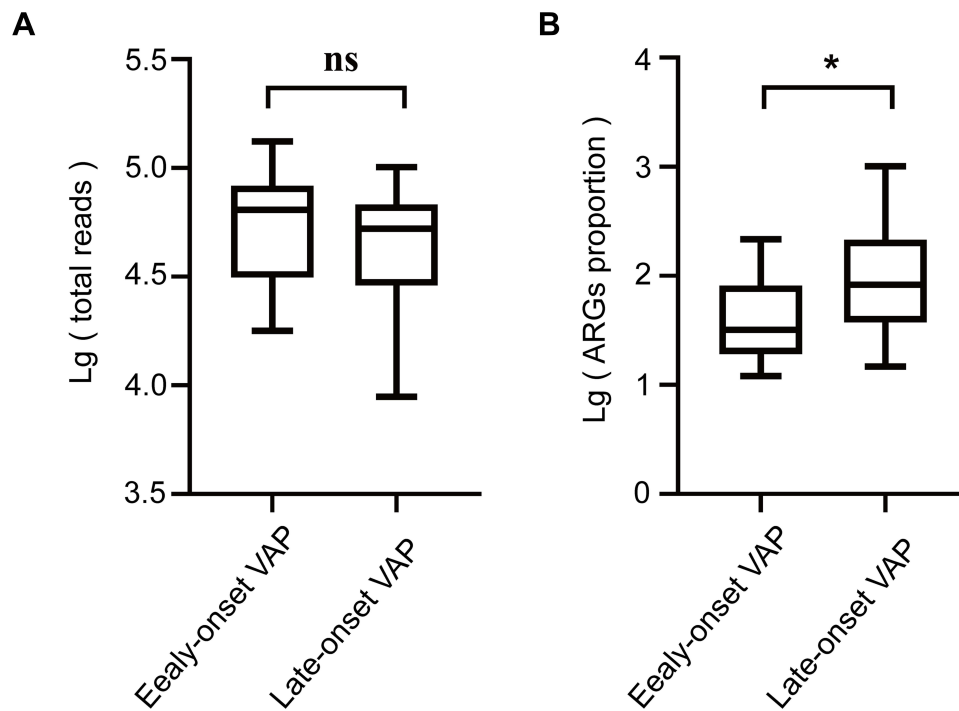 A
B
ns
*
5.5
5.0
4.5
4.0
3.5
Lg ( total reads )
Eealy-onset VAP
Late-onset VAP
4
3
2
1
0
Lg ( ARGs proportion )
Eealy-onset VAP
Late-onset VAP